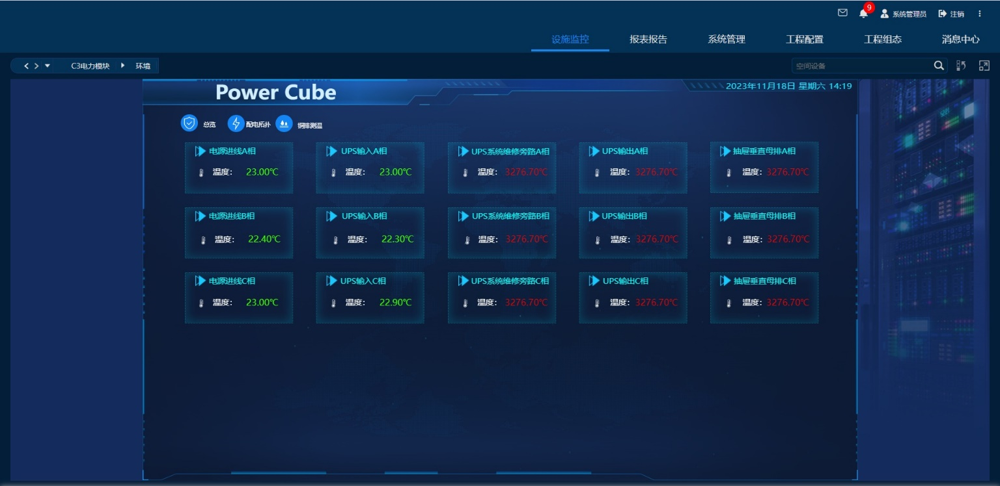 9
系统管理员
注销
设施监控
报表报告
系统管理
工程配置
工程组态
消息中心
C3电力模块
环境
空间设备
Power Cube
2023年11月18日 星期六 14:19
总览
配电拓扑
铜排测温
电源进线A相
UPS输入A相
UPS系统维修旁路A相
UPS输出A相
抽屉垂直母排A相
温度: 23.00℃
温度: 23.00℃
温度: 3276.70℃
温度: 3276.70℃
温度: 3276.70℃
电源进线B相
UPS输入B相
UPS系统维修旁路B相
UPS输出B相
抽屉垂直母排B相
温度: 22.40℃
温度: 22.30℃
温度: 3276.70℃
温度: 3276.70℃
温度: 3276.70℃
电源进线C相
UPS输入C相
UPS系统维修旁路C相
UPS输出C相
抽屉垂直母排C相
温度: 23.00℃
温度: 22.90℃
温度: 3276.70℃
温度: 3276.70℃
温度: 3276.70℃